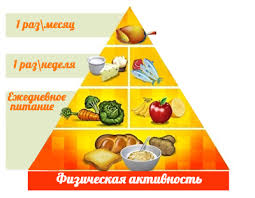 1 раз\месяц
1 раз\неделя
Ежедневное
питание
Физическая активность